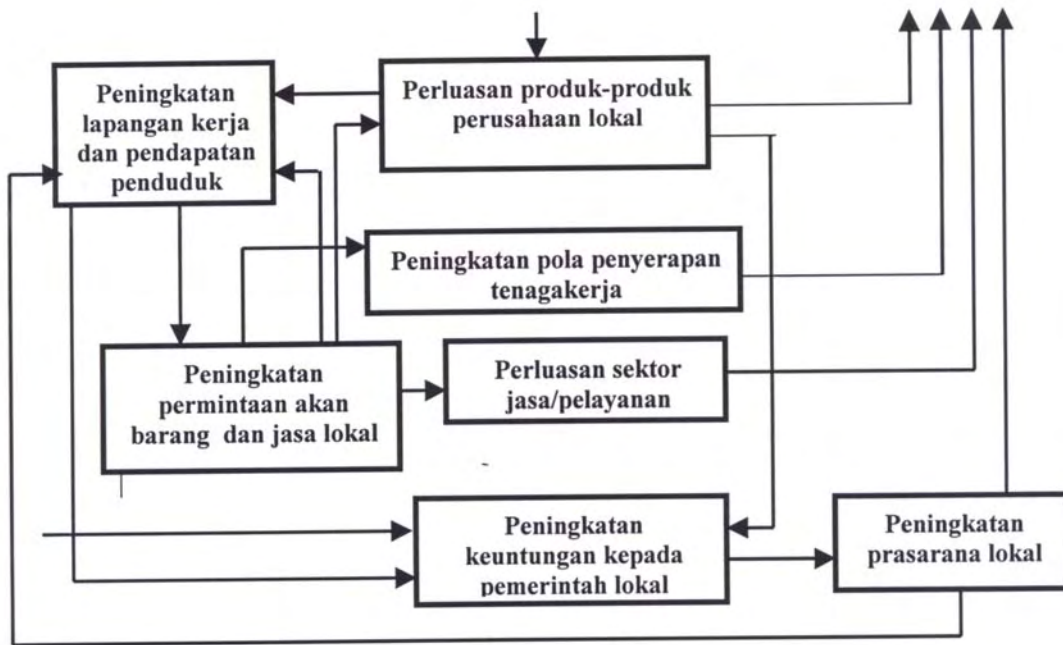 Peningkatan
lapangan kerja
dan pendapatan
penduduk
Perluasan produk-produk
perusahaan lokal
Peningkatan pola penyerapan
tenagakerja
Peningkatan
permintaan akan
barang dan jasa lokal
Perluasan sektor
jasa/pelayanan
Peningkatan
keuntungan kepada
pemerintah lokal
Peningkatan
prasarana lokal